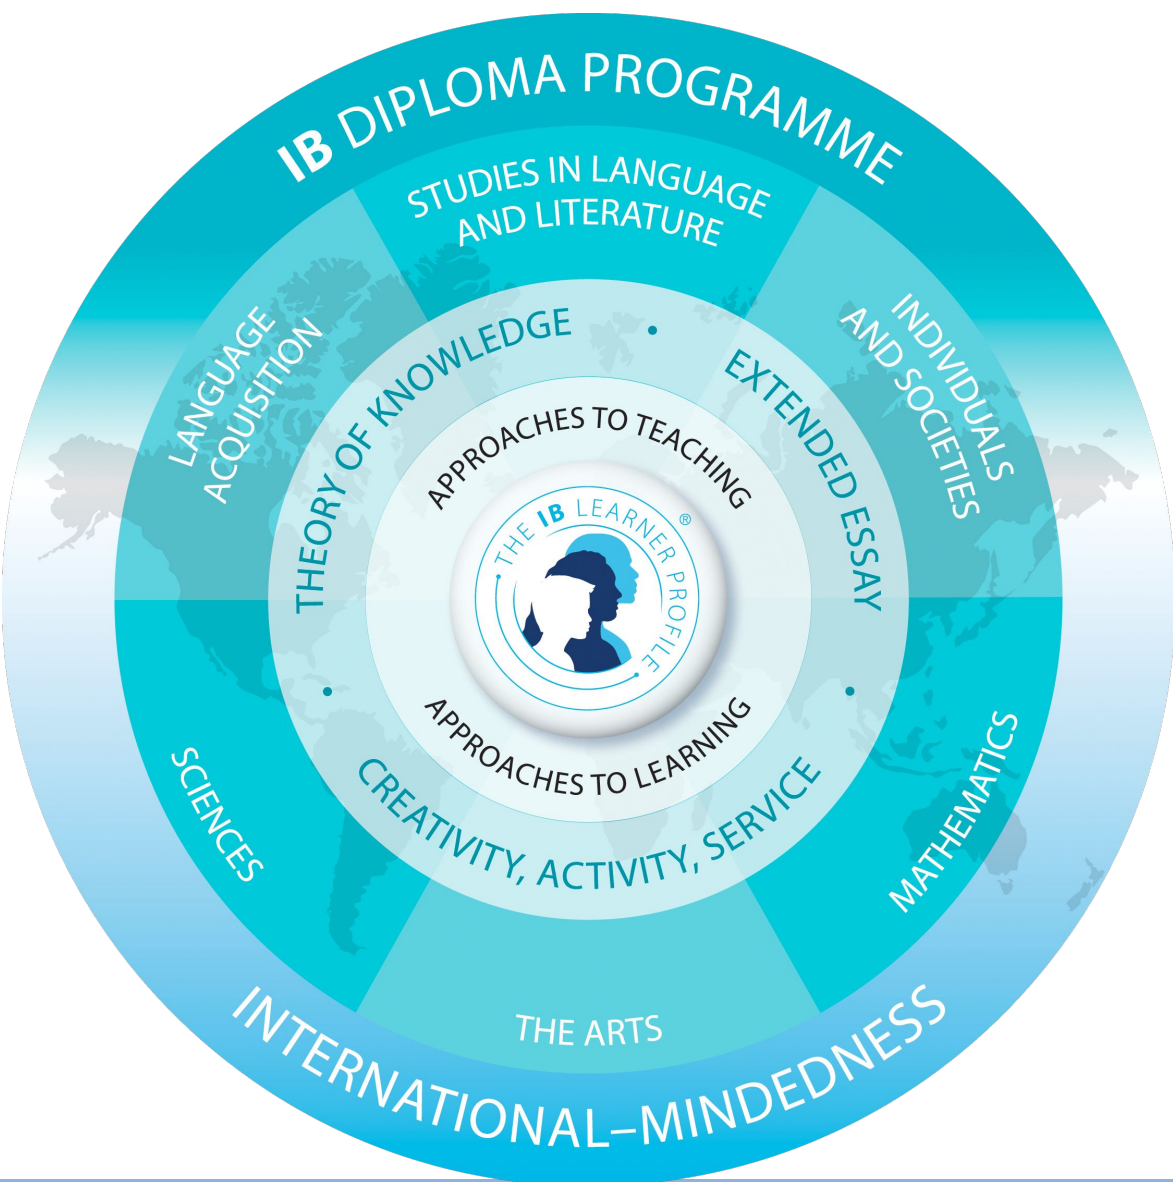 IB DIPLOMA PROGRAMME
STUDIES IN LANGUAGE
AND LITERATURE
LANGUAGE
ACQUISITION
INDIVIDUALS
AND SOCIETIES
THEORY OF KNOWLEDGE
EXTENDED ESSAY
APPROACHES TO TEACHING
THE IB LEARNER PROFILE ®
APPROACHES TO LEARNING
CREATIVITY, ACTIVITY, SERVICE
SCIENCES
MATHEMATICS
THE ARTS
INTERNATIONAL–MINDEDNESS